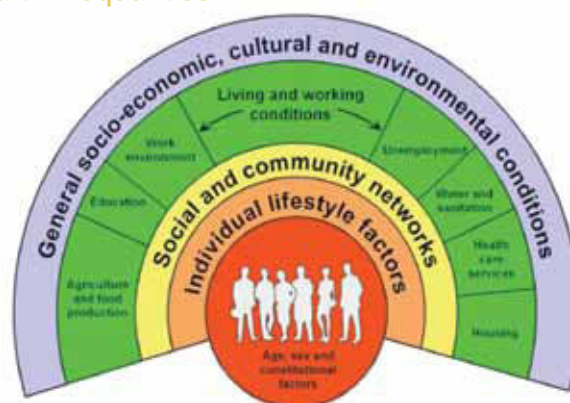 General socio-economic, cultural and environmental conditions
Living and working
conditions
Work
environment
Unemployment
Education
Water and
sanitation
Agriculture
and food
production
Health
care
services
Housing
Social and community networks
Individual lifestyle factors
Age, sex and
constitutional
factors